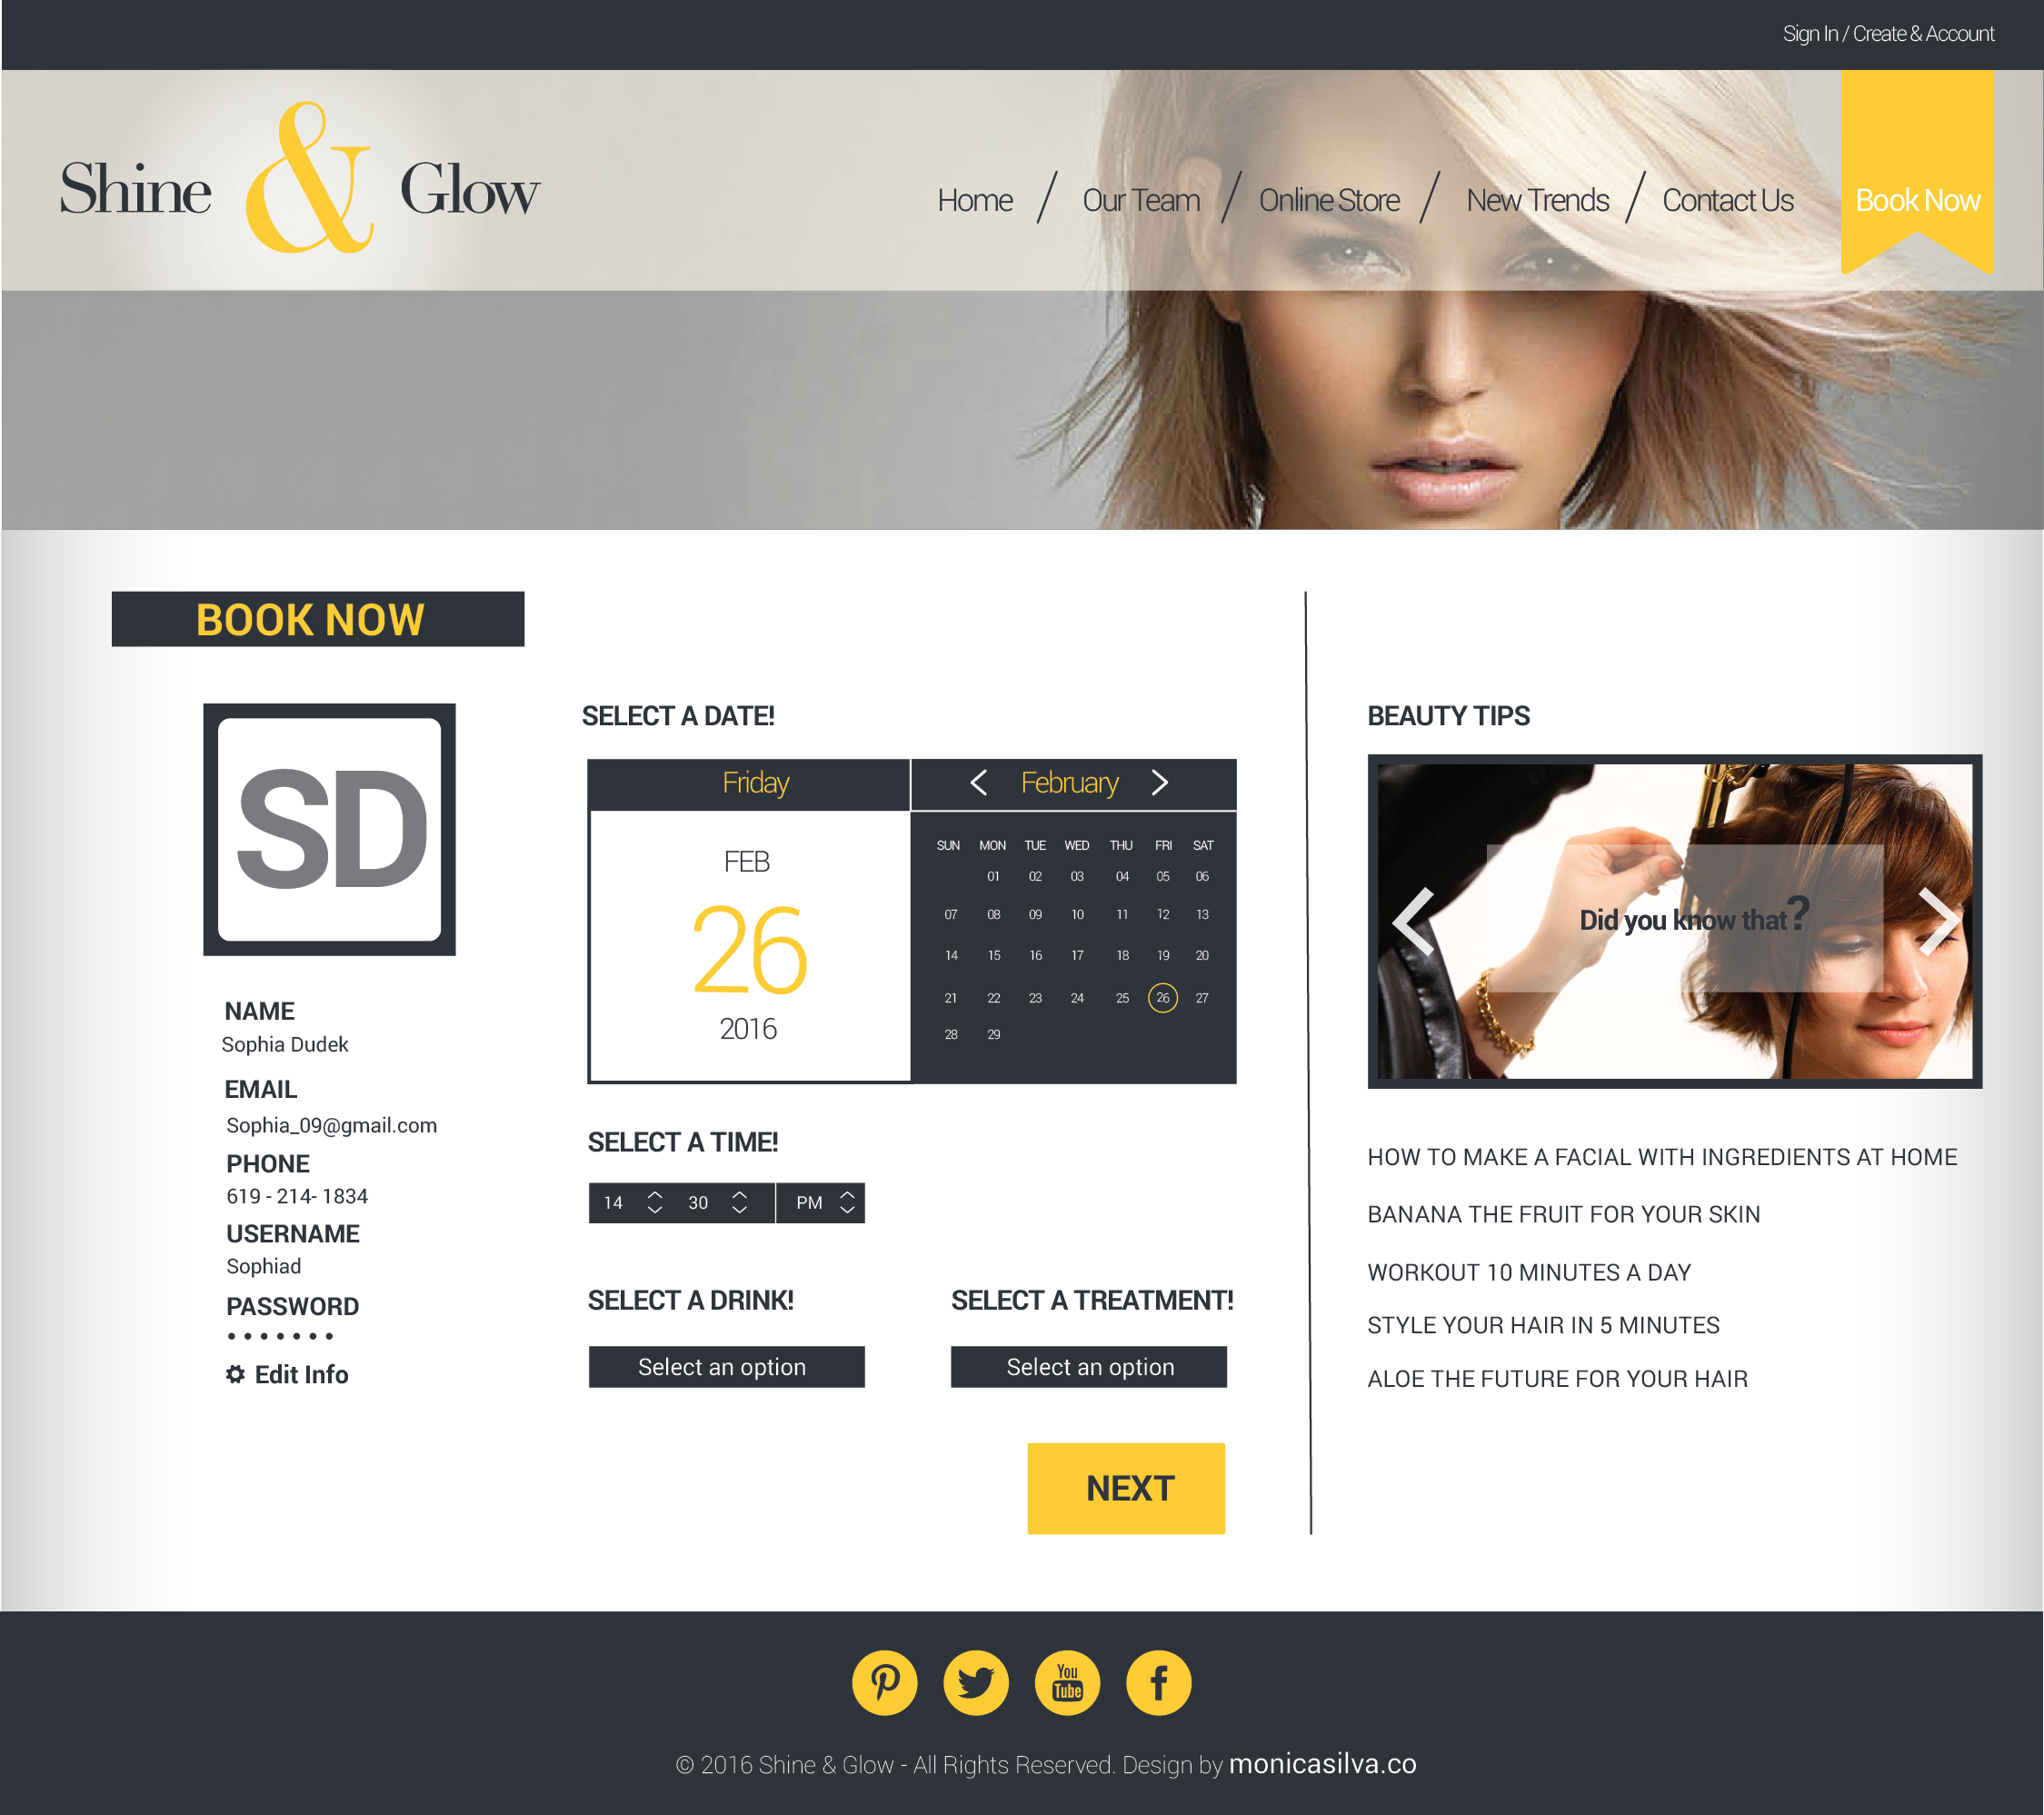 Sign In / Create & Account
Shine & Glow
Home / Our Team / Online Store / New Trends / Contact Us
Book Now
BOOK NOW
SD
NAME
Sophia Dudek
EMAIL
Sophia_09@gmail.com
PHONE
619 - 214- 1834
USERNAME
Sophiad
PASSWORD
•••••••
Edit Info
SELECT A DATE!
Friday
FEB
26
2016
< February >
SUN MON TUE WED THU FRI SAT
01 02 03 04 05 06
07 08 09 10 11 12 13
14 15 16 17 18 19 20
21 22 23 24 25 26 27
28 29
SELECT A TIME!
14 30 PM
SELECT A DRINK!
Select an option
SELECT A TREATMENT!
Select an option
NEXT
BEAUTY TIPS
Did you know that?
HOW TO MAKE A FACIAL WITH INGREDIENTS AT HOME
BANANA THE FRUIT FOR YOUR SKIN
WORKOUT 10 MINUTES A DAY
STYLE YOUR HAIR IN 5 MINUTES
ALOE THE FUTURE FOR YOUR HAIR
You
Tube
© 2016 Shine & Glow - All Rights Reserved. Design by monicasilva.co